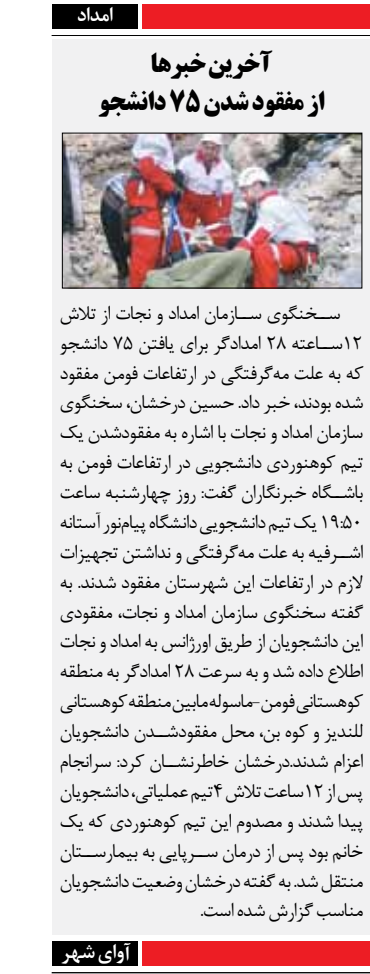 امداد
آخرین خبرها
از مفقود شدن ۷۵ دانشجو
سخنگوی سازمان امداد و نجات از تلاش
۱۲ساعته ۲۸ امدادگر برای یافتن ۷۵ دانشجو
که به علت مه‌گرفتگی در ارتفاعات فومن مفقود
شده بودند، خبر داد. حسین درخشان، سخنگوی
سازمان امداد و نجات با اشاره به مفقودشدن یک
تیم کوهنوردی دانشجویی در ارتفاعات فومن به
باشگاه خبرنگاران گفت: روز چهارشنبه ساعت
۱۹:۵۰ یک تیم دانشجویی دانشگاه پیام‌نور آستانه
اشرفیه به علت مه‌گرفتگی و نداشتن تجهیزات
لازم در ارتفاعات این شهرستان مفقود شدند. به
گفته سخنگوی سازمان امداد و نجات، مفقودی
این دانشجویان از طریق اورژانس به امداد و نجات
اطلاع داده شد و به سرعت ۲۸ امدادگر به منطقه
کوهستانی فومن-ماسوله مابین منطقه کوهستانی
للندیز و کوه بن، محل مفقودشدن دانشجویان
اعزام شدند.درخشان خاطرنشان کرد: سرانجام
پس از ۱۲ ساعت تلاش ۴ تیم عملیاتی، دانشجویان
پیدا شدند و مصدوم این تیم کوهنوردی که یک
خانم بود پس از درمان سرپایی به بیمارستان
منتقل شد. به گفته درخشان وضعیت دانشجویان
مناسب گزارش شده است.
آوای شهر